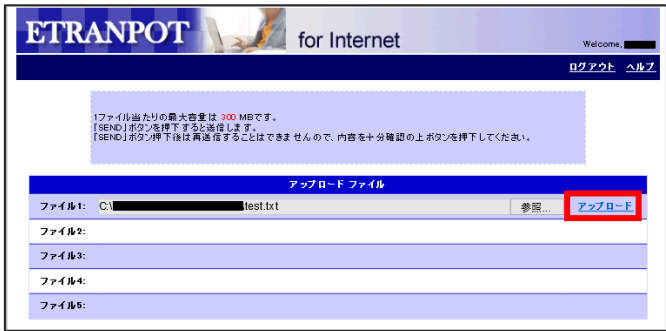 ETRANPOT for Internet
Welcome,
ログアウト ヘルプ
1ファイル当たりの最大容量は 300 MBです。
「SEND」ボタンを押下すると送信します。
「SEND」ボタン押下後は再送信することはできませんので、内容を十分確認の上ボタンを押下してください。
アップロード ファイル
ファイル1: C:\ test.txt 参照... アップロード
ファイル2:
ファイル3:
ファイル4:
ファイル5: